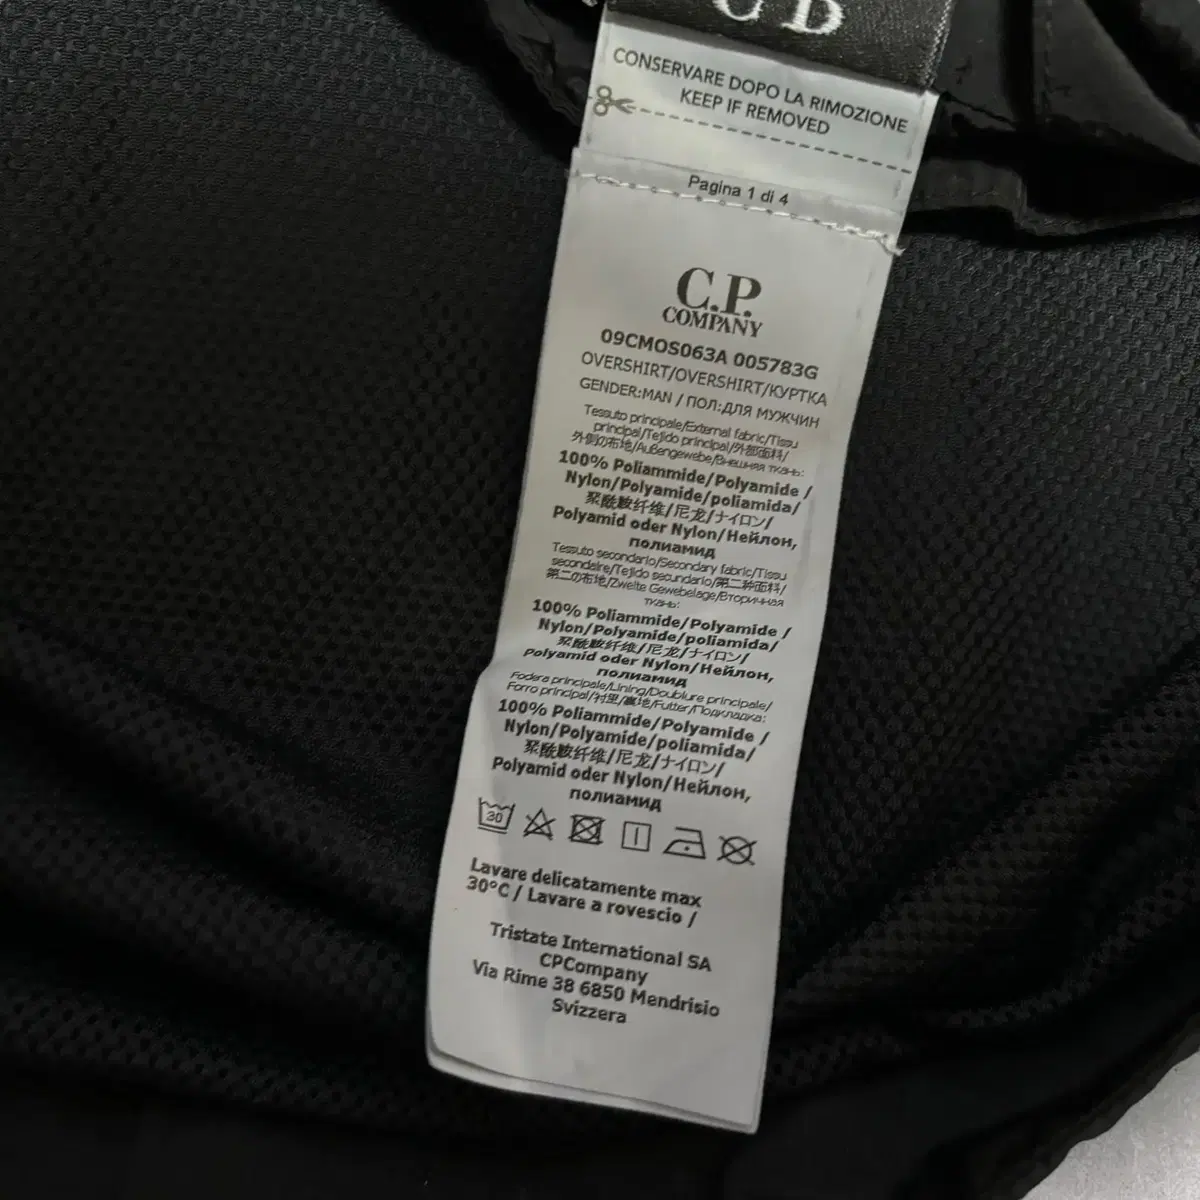 CONSERVARE DOPO LA RIMOZIONE
KEEP IF REMOVED
Pagina 1 di 4
C.P.
COMPANY
09CMOS063A 005783G
OVERSHIRT/OVERSHIRT/КУРТКА
GENDER:MAN / ПОЛ:ДЛЯ МУЖЧИН
Tessuto principale/External fabric/Tissu
principal/Tejido principal/外部面料/
外側の布地/Außengewebe/Внешняя ткань:
100% Poliammide/Polyamide /
Nylon/Polyamide/poliamida/
聚酰胺纤维/尼龙/ナイロン/
Polyamid oder Nylon/Нейлон,
полиамид
Tessuto secondario/Secondary fabric/Tissu
secondaire/Tejido secundario/第二种面料/
第二の布地/Zweite Gewebelage/Вторичная
ткань:
100% Poliammide/Polyamide /
Nylon/Polyamide/poliamida/
聚酰胺纤维/尼龙/ナイロン/
Polyamid oder Nylon/Нейлон,
полиамид
Fodera principale/Lining/Doublure principale/
Forro principal/衬里/裏地/Futter/Подкладка:
100% Poliammide/Polyamide /
Nylon/Polyamide/poliamida/
聚酰胺纤维/尼龙/ナイロン/
Polyamid oder Nylon/Нейлон,
полиамид
30
Lavare delicatamente max
30°C / Lavare a rovescio /
Tristate International SA
CPCompany
Via Rime 38 6850 Mendrisio
Svizzera